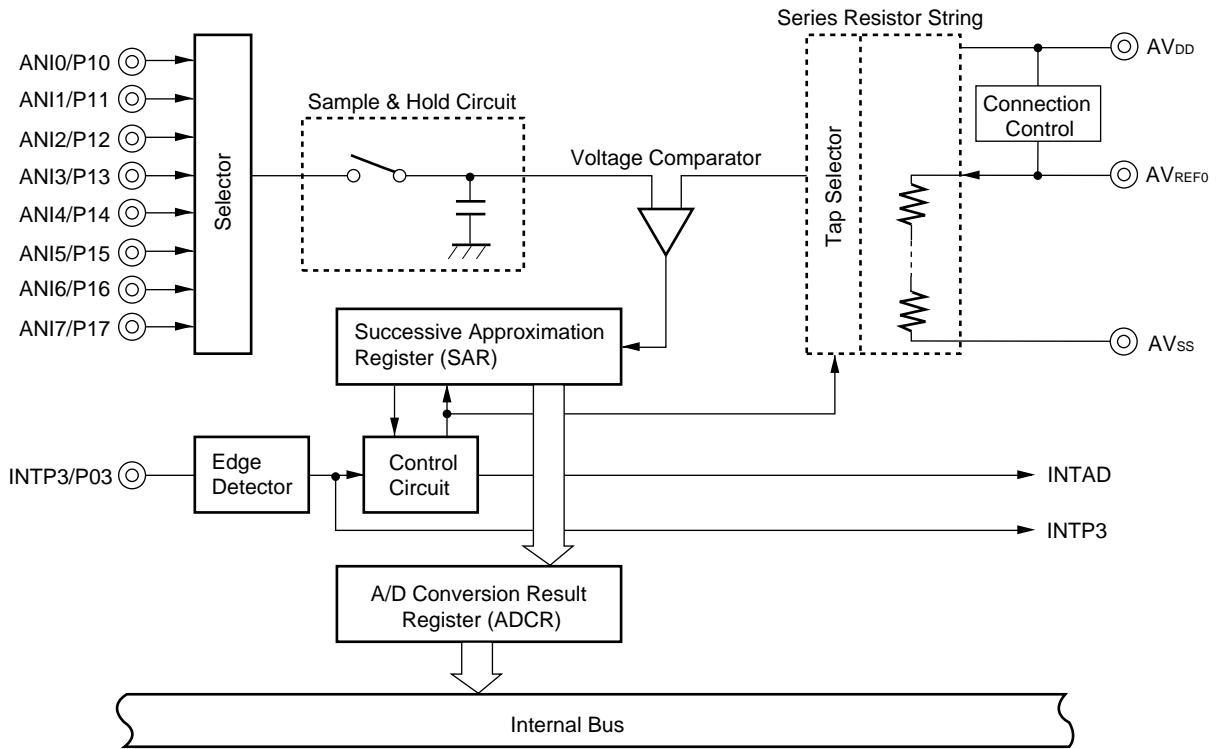 Series Resistor String
ANI0/P10
ANI1/P11
ANI2/P12
ANI3/P13
ANI4/P14
ANI5/P15
ANI6/P16
ANI7/P17
Selector
Sample & Hold Circuit
Voltage Comparator
Tap Selector
AVDD
Connection
Control
AVREF0
AVSS
Successive Approximation
Register (SAR)
INTP3/P03
Edge
Detector
Control
Circuit
INTAD
INTP3
A/D Conversion Result
Register (ADCR)
Internal Bus